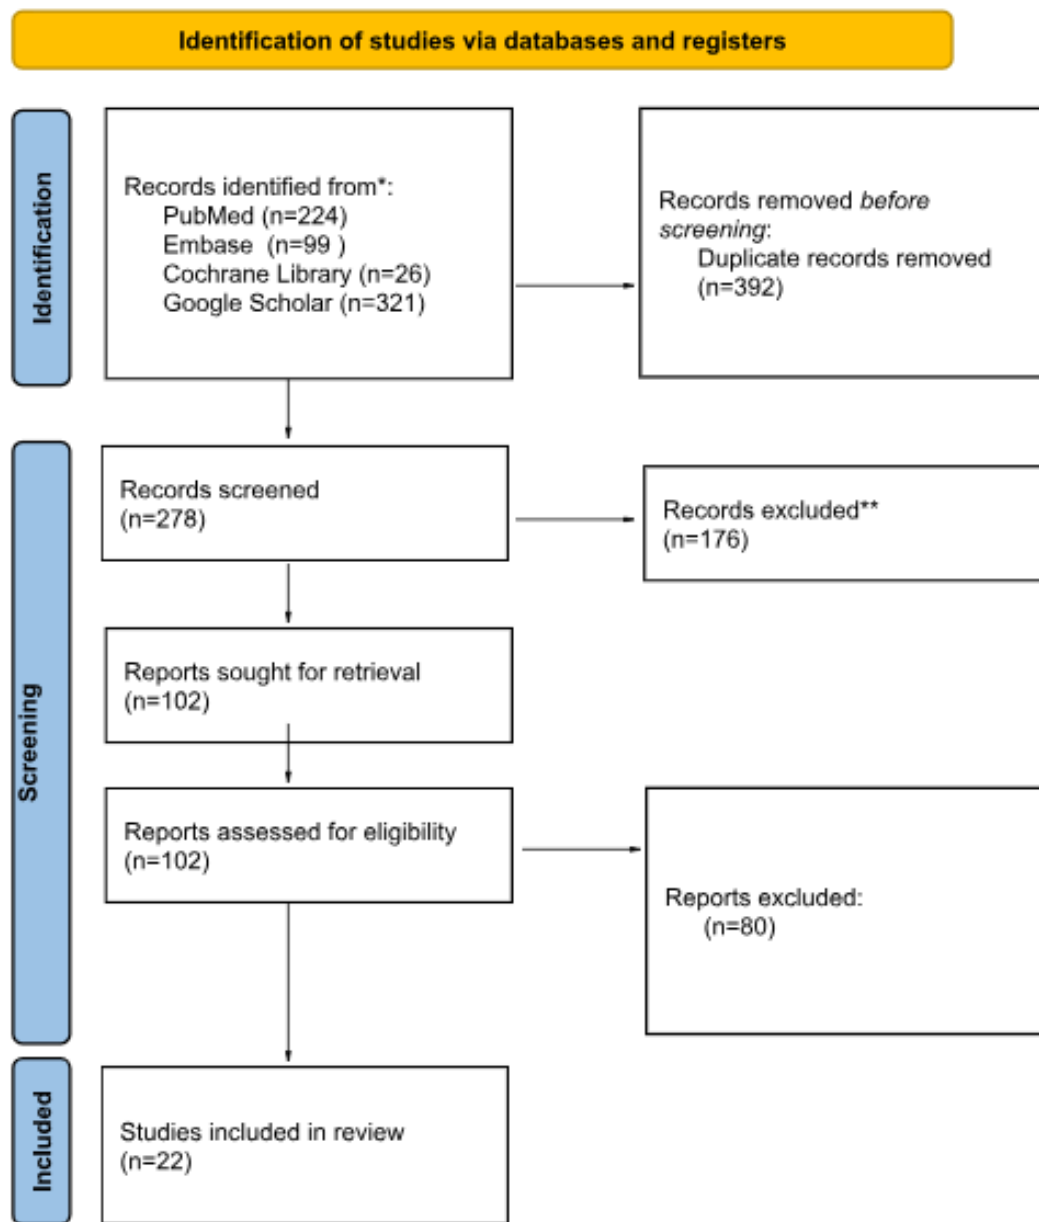 Identification of studies via databases and registers
Identification
Records identified from*:
PubMed (n=224)
Embase  (n=99 )
Cochrane Library (n=26)
Google Scholar (n=321)
Records removed before
screening:
Duplicate records removed
(n=392)
Screening
Records screened
(n=278)
Records excluded**
(n=176)
Reports sought for retrieval
(n=102)
Reports assessed for eligibility
(n=102)
Reports excluded:
(n=80)
Included
Studies included in review
(n=22)